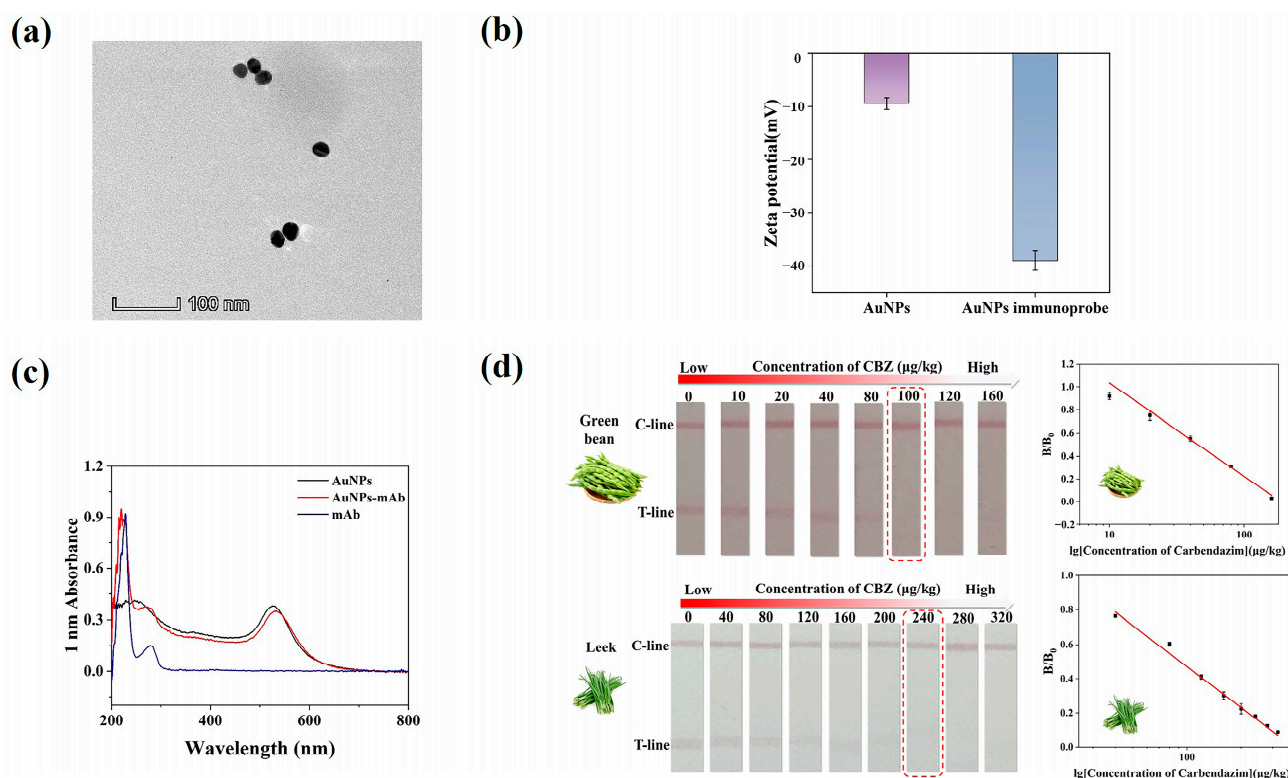 (a)
100 nm
(b)
Zeta potential(mV)
0
−10
−20
−30
−40
AuNPs
AuNPs immunoprobe
(c)
1 nm Absorbance
1.2
0.9
0.6
0.3
0.0
AuNPs
AuNPs-mAb
mAb
200 400 600 800
Wavelength (nm)
(d)
Low Concentration of CBZ (μg/kg) High
0 10 20 40 80 100 120 160
Green
bean
C-line
T-line
B/B0
1.2
1.0
0.8
0.6
0.4
0.2
0.0
−0.2
10 100
lg[Concentration of Carbendazim](μg/kg)
Low Concentration of CBZ (μg/kg) High
0 40 80 120 160 200 240 280 320
Leek
C-line
T-line
B/B0
0.8
0.6
0.4
0.2
0.0
100
lg[Concentration of Carbendazim](μg/kg)